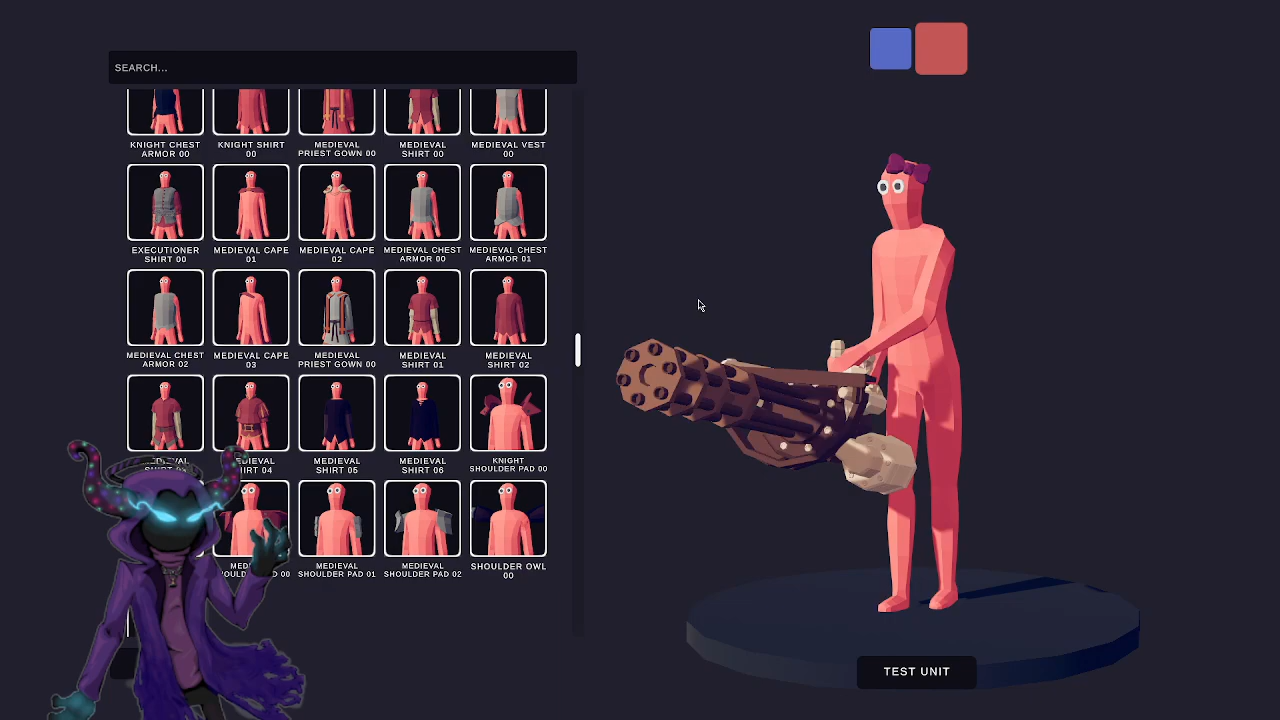 SEARCH...
KNIGHT CHEST
ARMOR 00
KNIGHT SHIRT
00
MEDIEVAL
PRIEST GOWN 00
MEDIEVAL
SHIRT 00
MEDIEVAL VEST
00
EXECUTIONER
SHIRT 00
MEDIEVAL CAPE
01
MEDIEVAL CAPE
02
MEDIEVAL CHEST
ARMOR 00
MEDIEVAL CHEST
ARMOR 01
MEDIEVAL CHEST
ARMOR 02
MEDIEVAL CAPE
03
MEDIEVAL
PRIEST GOWN 00
MEDIEVAL
SHIRT 01
MEDIEVAL
SHIRT 02
MEDIEVAL
SHIRT 05
MEDIEVAL
SHIRT 06
KNIGHT
SHOULDER PAD 00
MEDIEVAL
SHOULDER PAD 01
MEDIEVAL
SHOULDER PAD 02
SHOULDER OWL
00
TEST UNIT